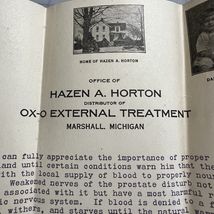 HOME OF HAZEN A. HORTON
OFFICE OF
HAZEN A. HORTON
DISTRIBUTOR OF
OX-O EXTERNAL TREATMENT
MARSHALL, MICHIGAN
can fully appreciate the importance of proper
and until certain conditions warn him that the
with the local supply of blood to properly nour
Weakened nerves of the prostate disturb
associated with it but have a most harmful
ic nervous system. If blood is denied to a
withers, and starves until the natural